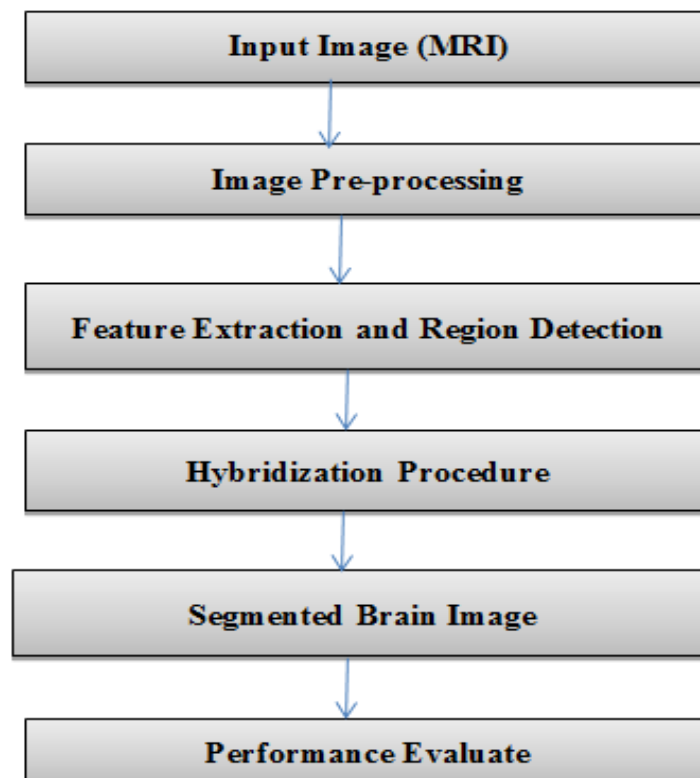 Input Image (MRI)
Image Pre-processing
Feature Extraction and Region Detection
Hybridization Procedure
Segmented Brain Image
Performance Evaluate